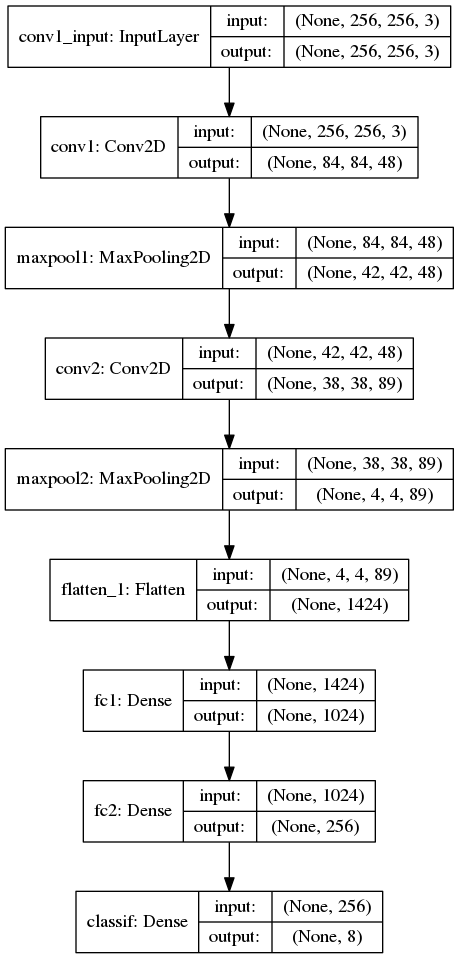 conv1_input: InputLayer
input:
(None, 256, 256, 3)
output:
(None, 256, 256, 3)
conv1: Conv2D
input:
(None, 256, 256, 3)
output:
(None, 84, 84, 48)
maxpool1: MaxPooling2D
input:
(None, 84, 84, 48)
output:
(None, 42, 42, 48)
conv2: Conv2D
input:
(None, 42, 42, 48)
output:
(None, 38, 38, 89)
maxpool2: MaxPooling2D
input:
(None, 38, 38, 89)
output:
(None, 4, 4, 89)
flatten_1: Flatten
input:
(None, 4, 4, 89)
output:
(None, 1424)
fc1: Dense
input:
(None, 1424)
output:
(None, 1024)
fc2: Dense
input:
(None, 1024)
output:
(None, 256)
classif: Dense
input:
(None, 256)
output:
(None, 8)